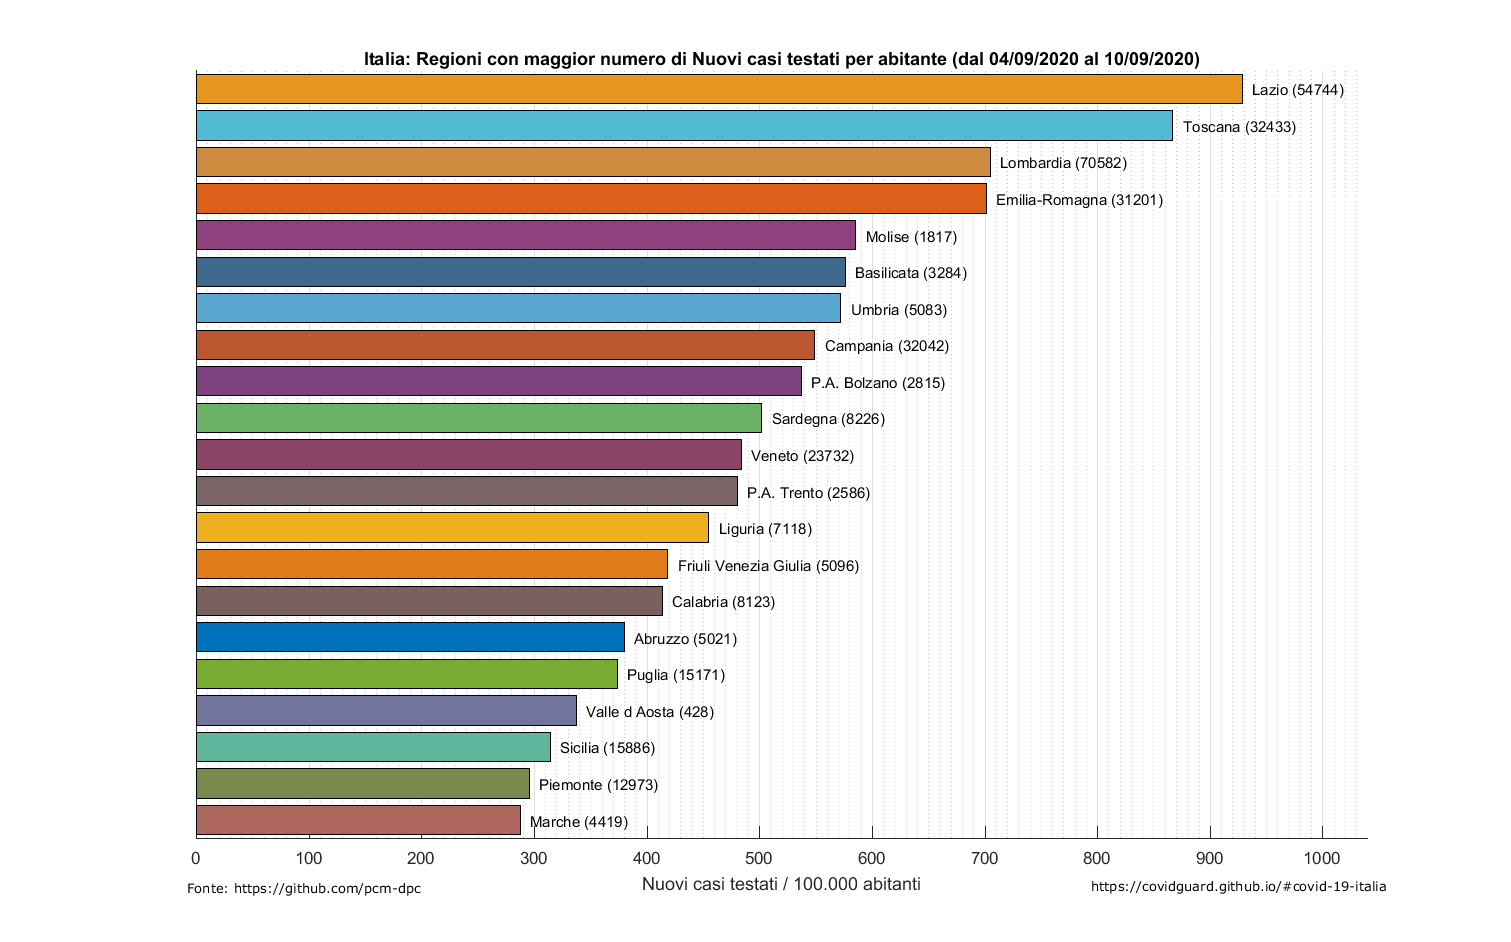 Italia: Regioni con maggior numero di Nuovi casi testati per abitante (dal 04/09/2020 al 10/09/2020)
Lazio (54744)
Toscana (32433)
Lombardia (70582)
Emilia-Romagna (31201)
Molise (1817)
Basilicata (3284)
Umbria (5083)
Campania (32042)
P.A. Bolzano (2815)
Sardegna (8226)
Veneto (23732)
P.A. Trento (2586)
Liguria (7118)
Friuli Venezia Giulia (5096)
Calabria (8123)
Abruzzo (5021)
Puglia (15171)
Valle d Aosta (428)
Sicilia (15886)
Piemonte (12973)
Marche (4419)
0 100 200 300 400 500 600 700 800 900 1000
Nuovi casi testati / 100.000 abitanti
Fonte: https://github.com/pcm-dpc
https://covidguard.github.io/#covid-19-italia